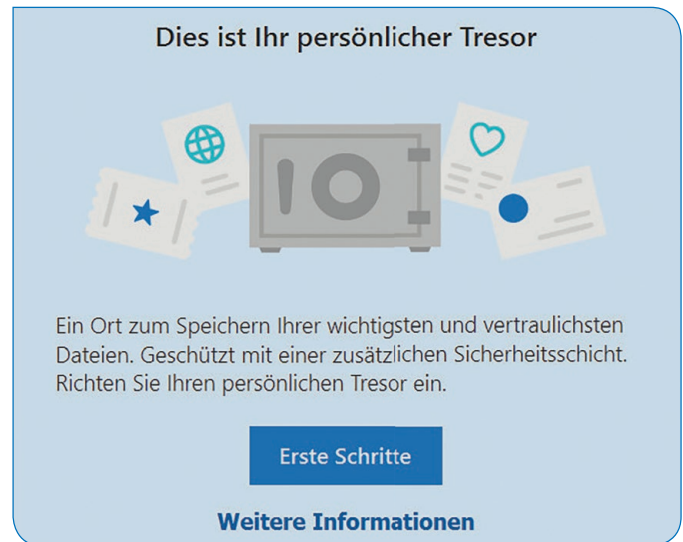 Dies ist Ihr persönlicher Tresor
Ein Ort zum Speichern Ihrer wichtigsten und vertraulichsten
Dateien. Geschützt mit einer zusätzlichen Sicherheitsschicht.
Richten Sie Ihren persönlichen Tresor ein.
Erste Schritte
Weitere Informationen